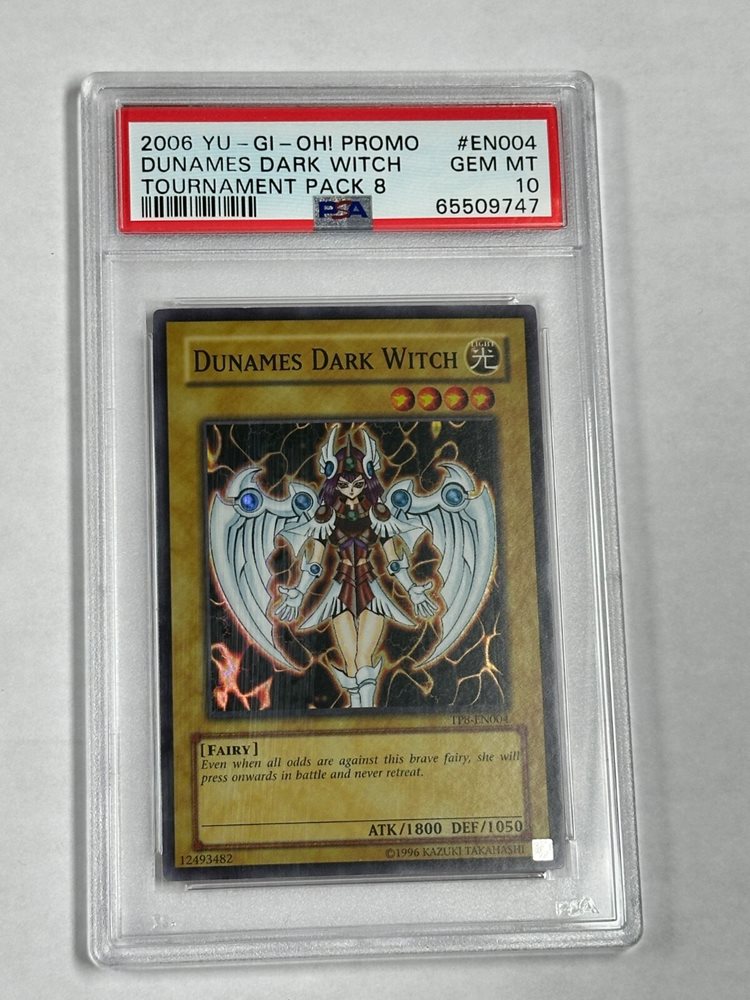 2006 YU-GI-OH! PROMO #EN004
DUNAMES DARK WITCH GEM MT
TOURNAMENT PACK 8 10
PSA 65509747
DUNAMES DARK WITCH
LIGHT
光
TP8-EN004
[FAIRY]
Even when all odds are against this brave fairy, she will
press onwards in battle and never retreat.
ATK/1800 DEF/1050
12493482 ©1996 KAZUKI TAKAHASHI
PSA